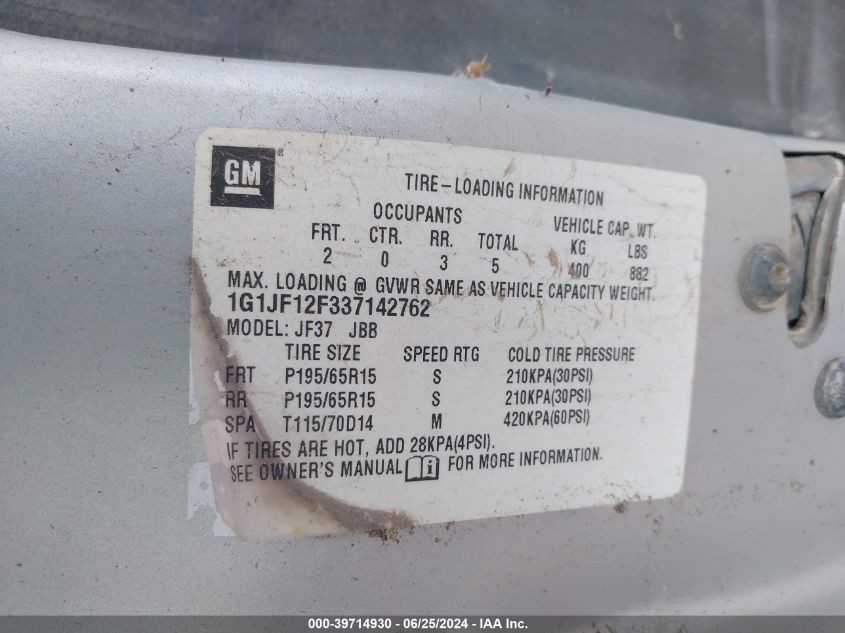 GM®
TIRE-LOADING INFORMATION
OCCUPANTS VEHICLE CAP. WT.
FRT. CTR. RR. TOTAL KG LBS
2 0 3 5 400 882
MAX. LOADING @ GVWR SAME AS VEHICLE CAPACITY WEIGHT.
1G1JF12F337142762
MODEL: JF37 JBB
TIRE SIZE SPEED RTG COLD TIRE PRESSURE
FRT P195/65R15 S 210KPA(30PSI)
RR P195/65R15 S 210KPA(30PSI)
SPA T115/70D14 M 420KPA(60PSI)
IF TIRES ARE HOT, ADD 28KPA(4PSI).
SEE OWNER'S MANUAL FOR MORE INFORMATION.
000-39714930 - 06/25/2024 - IAA Inc.